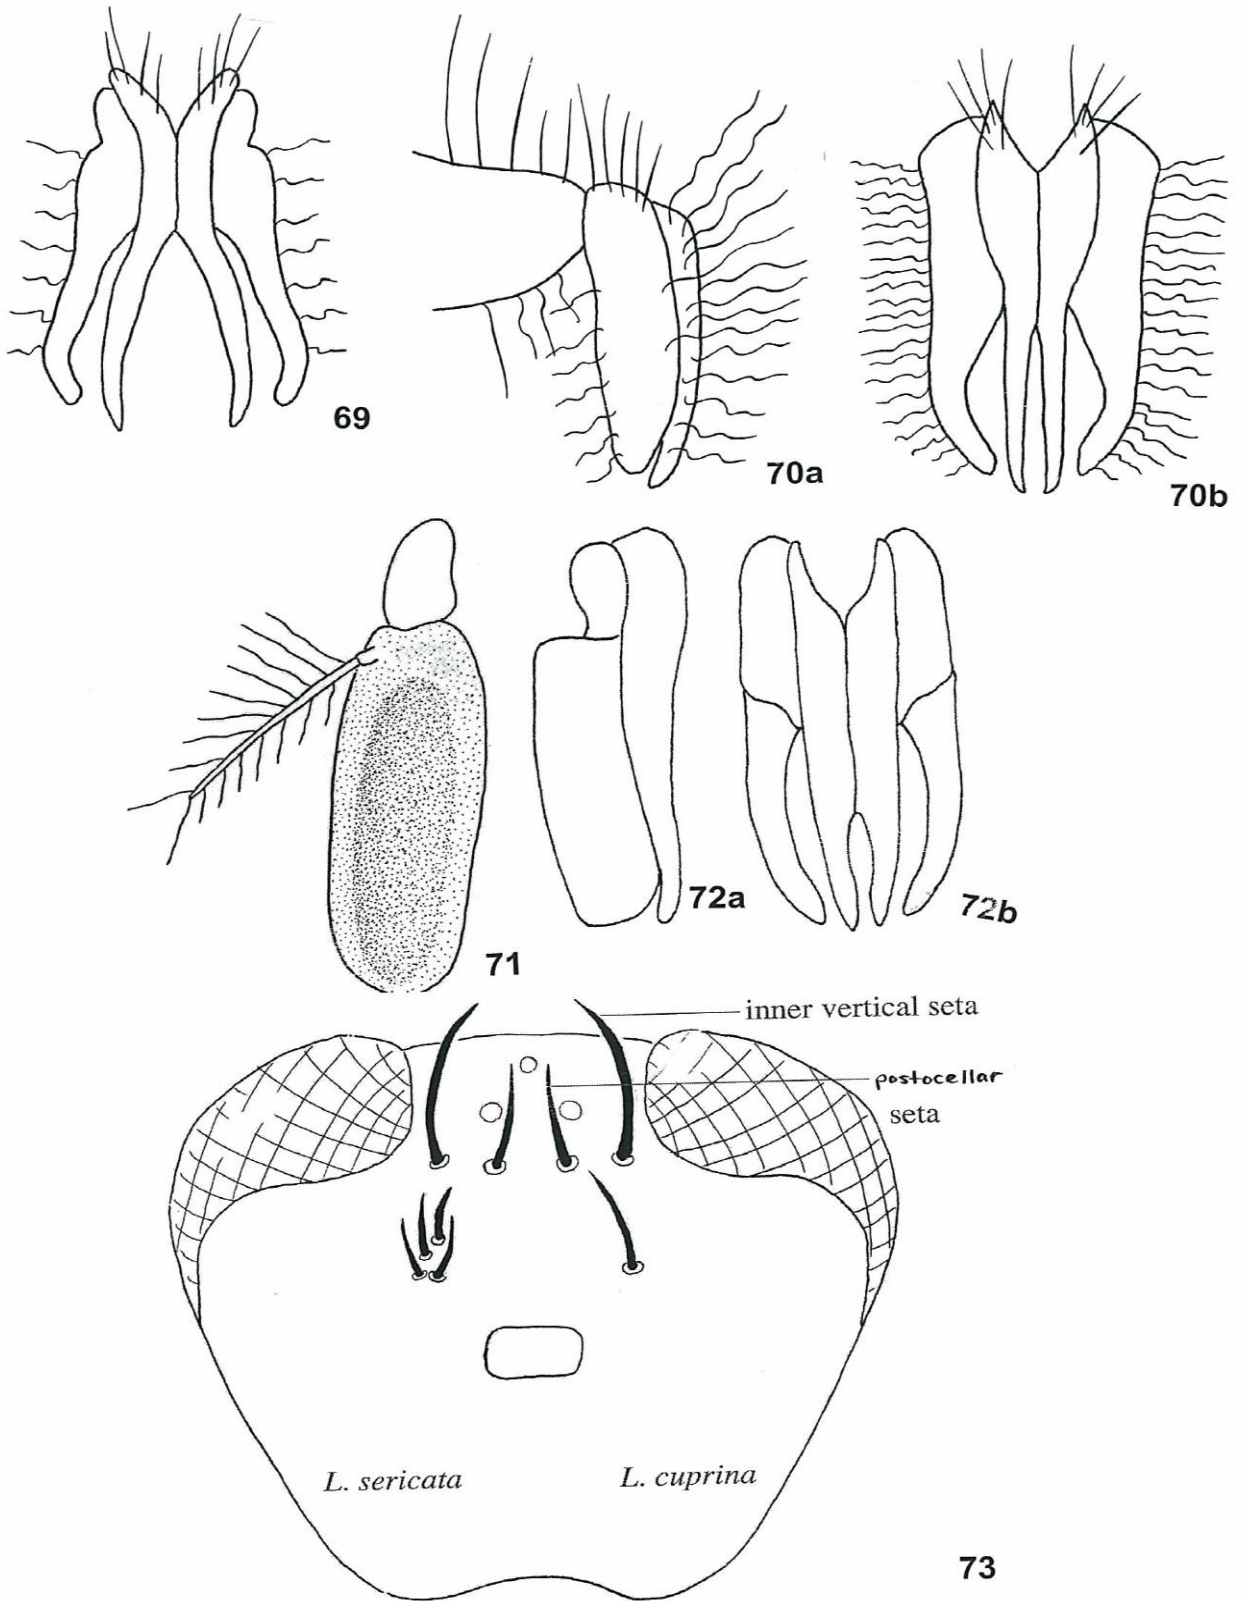 69
70a
70b
72a
72b
71
inner vertical seta
postocellar
seta
L. sericata
L. cuprina
73